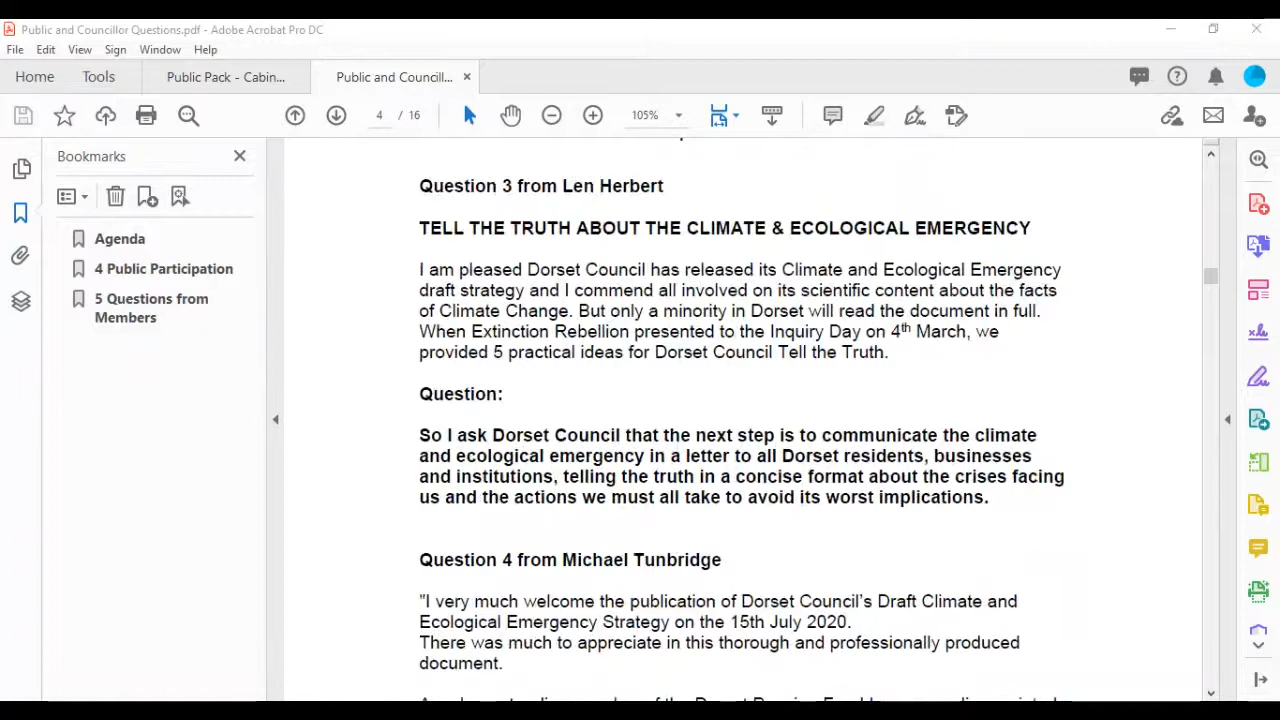 Public and Councillor Questions.pdf - Adobe Acrobat Pro DC
File Edit View Sign Window Help
Home Tools Public Pack - Cabin... Public and Councill... ×
4 / 16 105%
Bookmarks
Agenda
4 Public Participation
5 Questions from
Members
Question 3 from Len Herbert
TELL THE TRUTH ABOUT THE CLIMATE & ECOLOGICAL EMERGENCY
I am pleased Dorset Council has released its Climate and Ecological Emergency
draft strategy and I commend all involved on its scientific content about the facts
of Climate Change. But only a minority in Dorset will read the document in full.
When Extinction Rebellion presented to the Inquiry Day on 4th March, we
provided 5 practical ideas for Dorset Council Tell the Truth.
Question:
So I ask Dorset Council that the next step is to communicate the climate
and ecological emergency in a letter to all Dorset residents, businesses
and institutions, telling the truth in a concise format about the crises facing
us and the actions we must all take to avoid its worst implications.
Question 4 from Michael Tunbridge
"I very much welcome the publication of Dorset Council's Draft Climate and
Ecological Emergency Strategy on the 15th July 2020.
There was much to appreciate in this thorough and professionally produced
document.